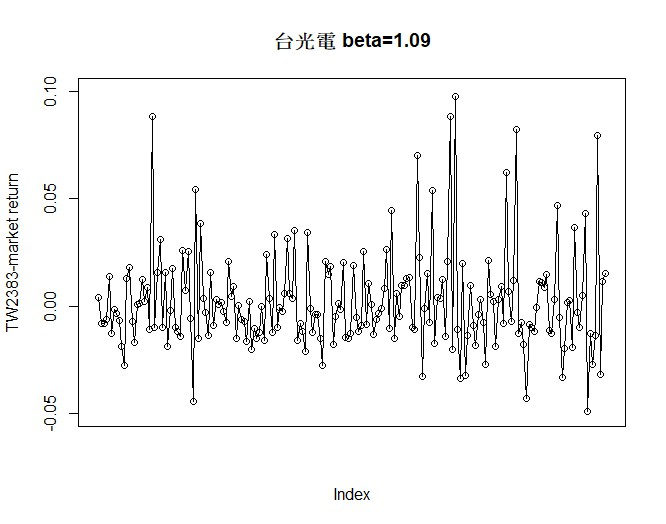 台光電 beta=1.09
TW2383-market return
0.10
0.05
0.00
-0.05
Index